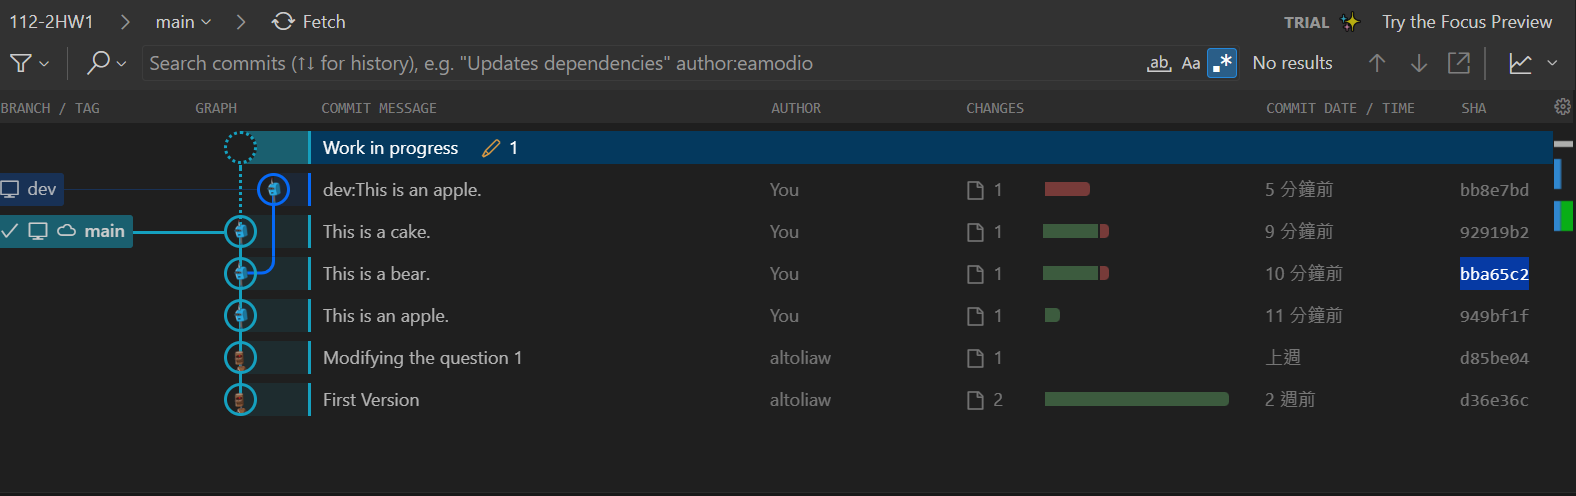 112-2HW1 > main Fetch TRIAL ✨ Try the Focus Preview
Search commits (↑↓ for history), e.g. "Updates dependencies" author:eamodio ab Aa .* No results
BRANCH / TAG GRAPH COMMIT MESSAGE AUTHOR CHANGES COMMIT DATE / TIME SHA
Work in progress 1
dev dev:This is an apple. You 1 5 分鐘前 bb8e7bd
main This is a cake. You 1 9 分鐘前 92919b2
This is a bear. You 1 10 分鐘前 bba65c2
This is an apple. You 1 11 分鐘前 949bf1f
Modifying the question 1 altoliaw 1 上週 d85be04
First Version altoliaw 2 2 週前 d36e36c